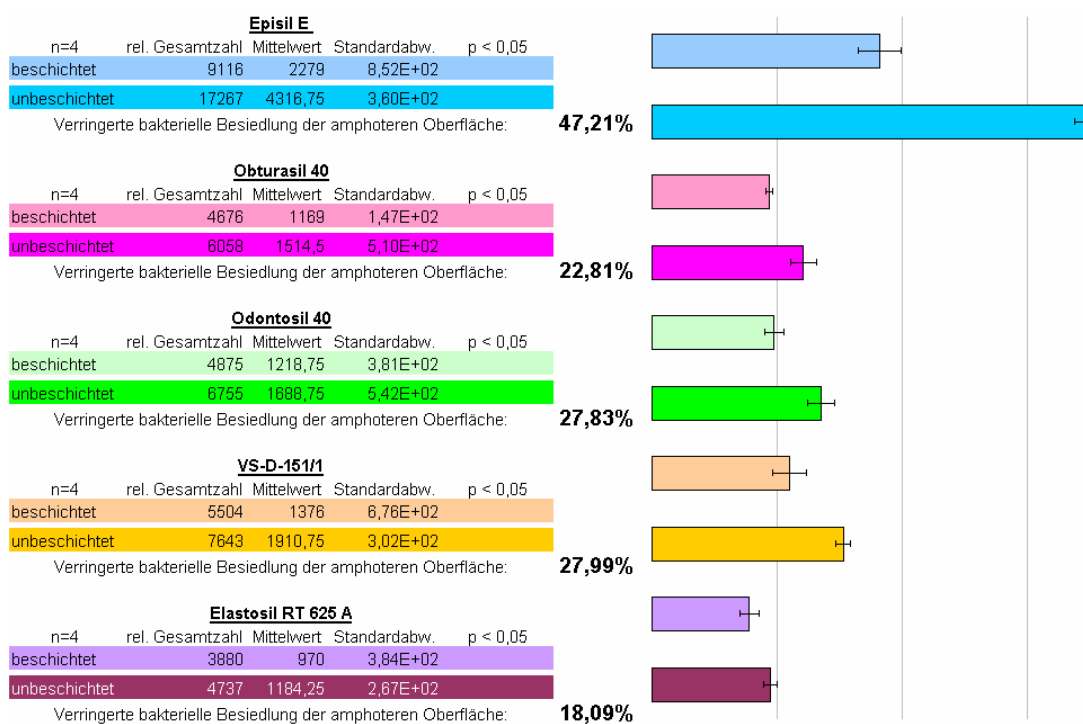 Episil E
n=4 rel. Gesamtzahl Mittelwert Standardabw. p < 0,05
beschichtet 9116 2279 8,52E+02
unbeschichtet 17267 4316,75 3,60E+02
Verringerte bakterielle Besiedlung der amphoteren Oberfläche: 47,21%
Obturasil 40
n=4 rel. Gesamtzahl Mittelwert Standardabw. p < 0,05
beschichtet 4676 1169 1,47E+02
unbeschichtet 6058 1514,5 5,10E+02
Verringerte bakterielle Besiedlung der amphoteren Oberfläche: 22,81%
Odontosil 40
n=4 rel. Gesamtzahl Mittelwert Standardabw. p < 0,05
beschichtet 4875 1218,75 3,81E+02
unbeschichtet 6755 1688,75 5,42E+02
Verringerte bakterielle Besiedlung der amphoteren Oberfläche: 27,83%
VS-D-151/1
n=4 rel. Gesamtzahl Mittelwert Standardabw. p < 0,05
beschichtet 5504 1376 6,76E+02
unbeschichtet 7643 1910,75 3,02E+02
Verringerte bakterielle Besiedlung der amphoteren Oberfläche: 27,99%
Elastosil RT 625 A
n=4 rel. Gesamtzahl Mittelwert Standardabw. p < 0,05
beschichtet 3880 970 3,84E+02
unbeschichtet 4737 1184,25 2,67E+02
Verringerte bakterielle Besiedlung der amphoteren Oberfläche: 18,09%